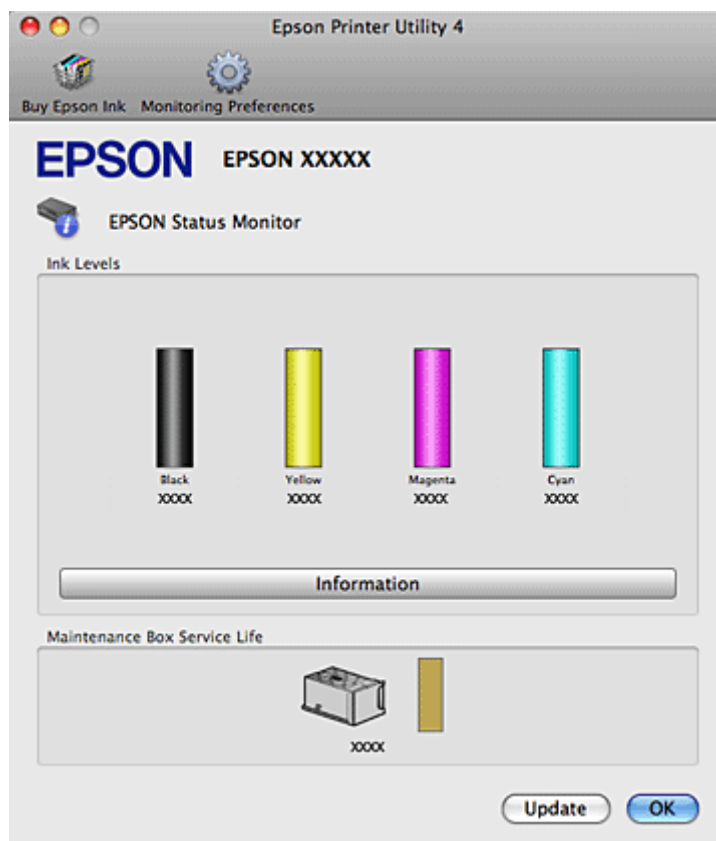 Epson Printer Utility 4
Buy Epson Ink Monitoring Preferences
EPSON EPSON XXXXX
EPSON Status Monitor
Ink Levels
Black Yellow Magenta Cyan
XXXX XXXX XXXX XXXX
Information
Maintenance Box Service Life
XXXX
Update OK